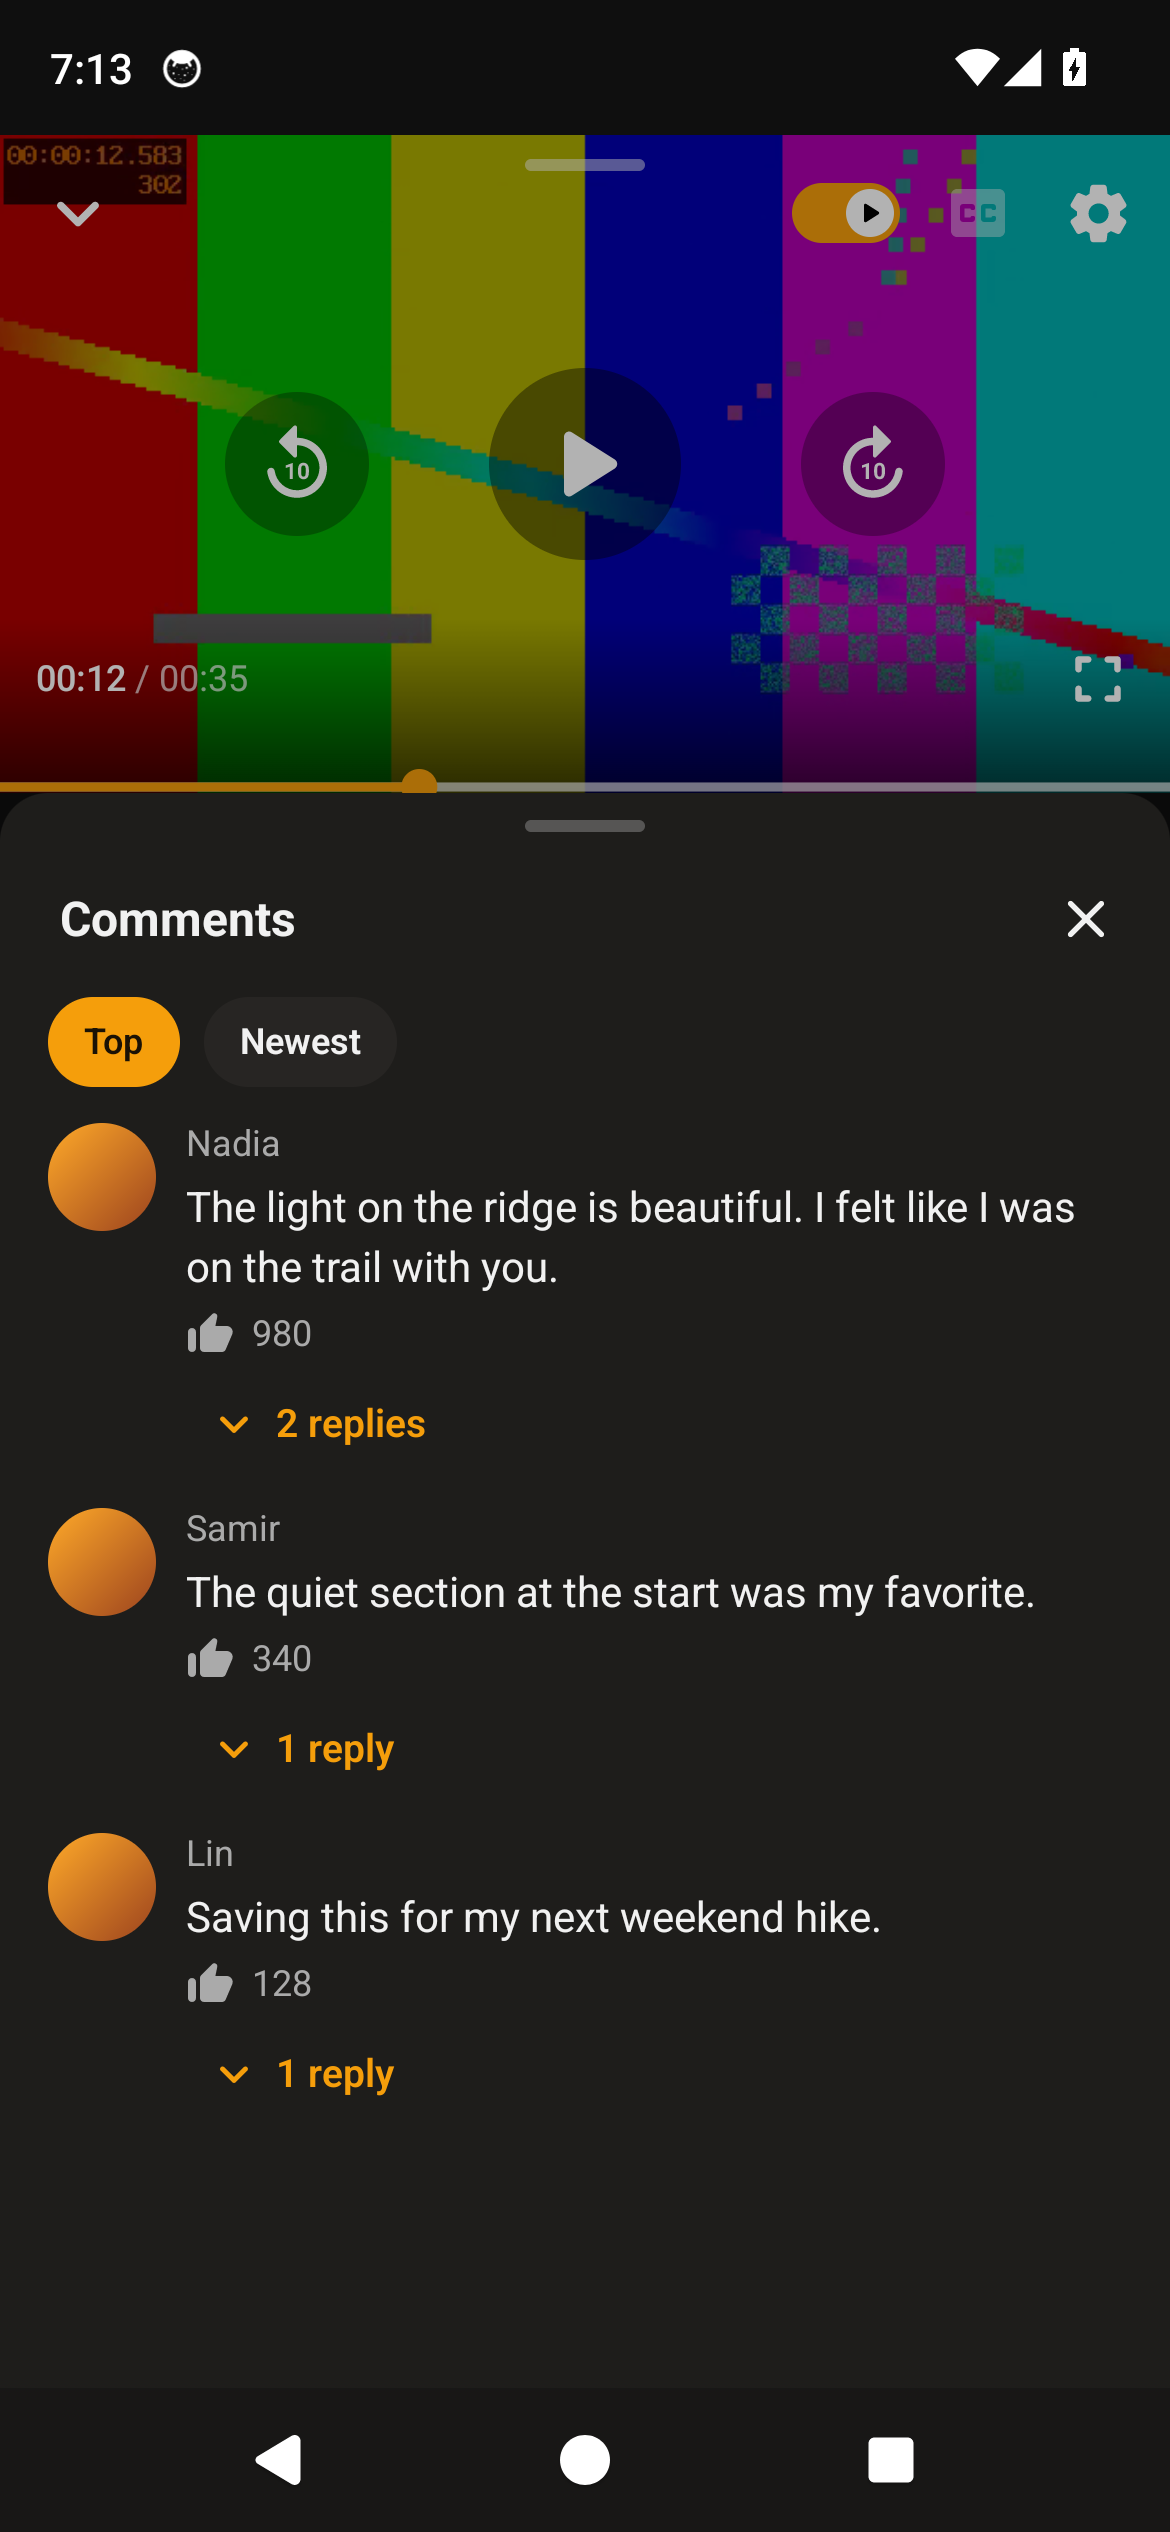 7:13
00:00:12.583
302
CC
10
10
00:12 / 00:35
Comments
Top
Newest
Nadia
The light on the ridge is beautiful. I felt like I was
on the trail with you.
980
2 replies
Samir
The quiet section at the start was my favorite.
340
1 reply
Lin
Saving this for my next weekend hike.
128
1 reply